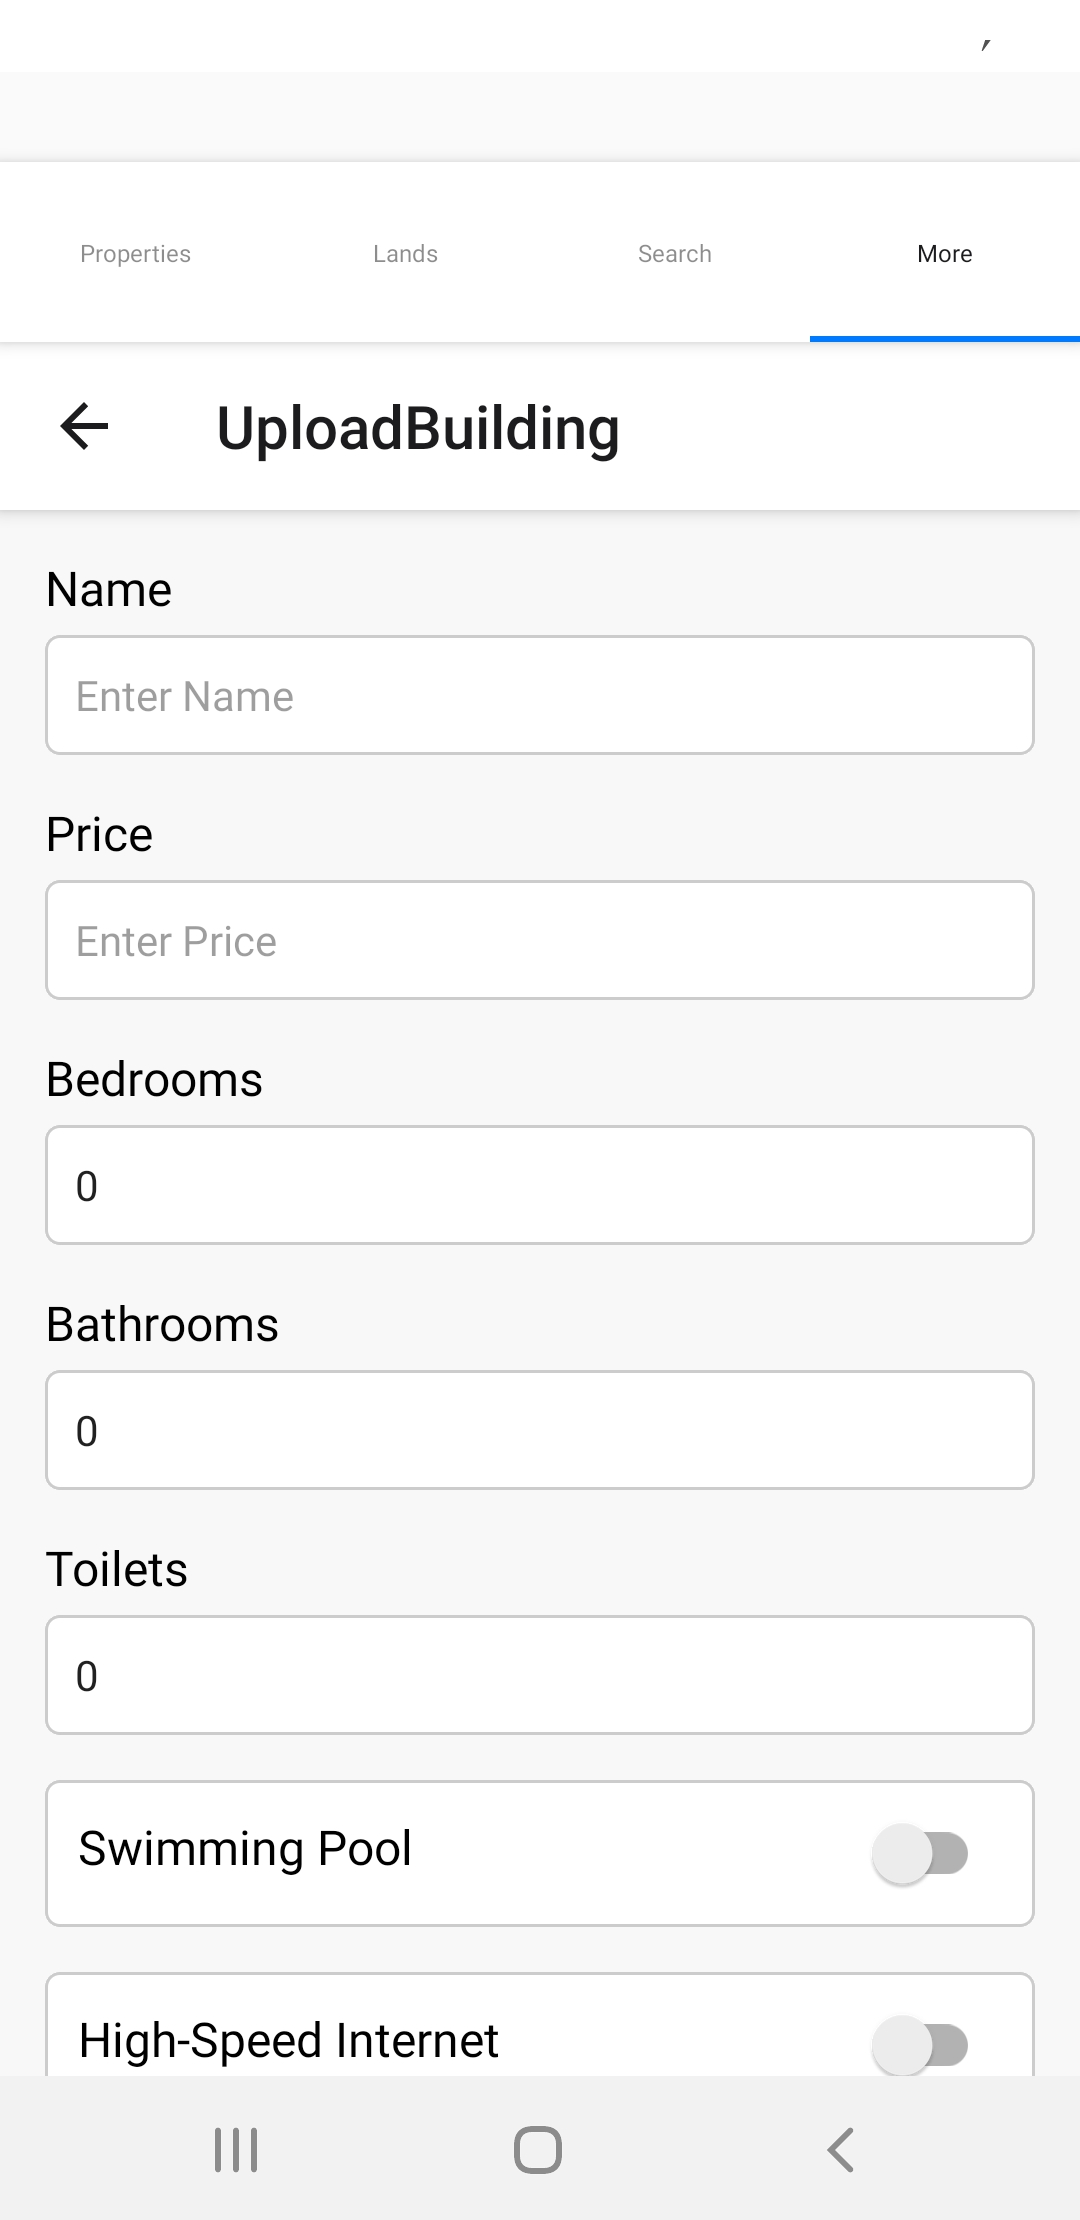 Properties Lands Search More
UploadBuilding
Name
Enter Name
Price
Enter Price
Bedrooms
0
Bathrooms
0
Toilets
0
Swimming Pool
High-Speed Internet